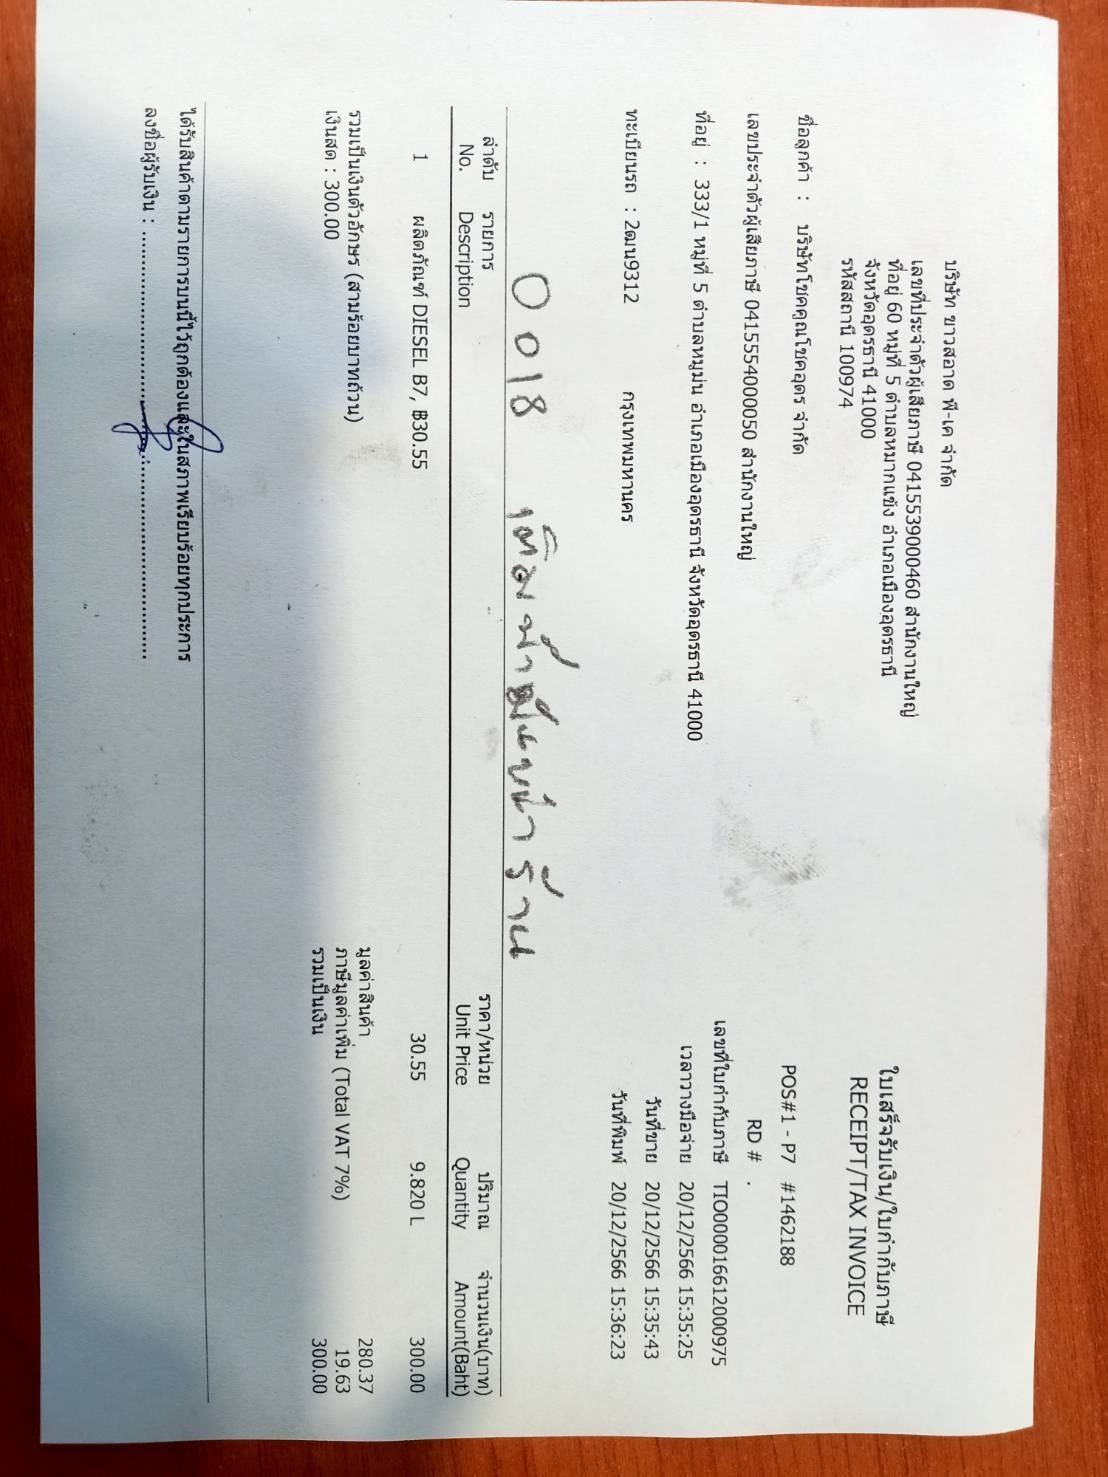 บริษัท ขาวสอาด พี-เค จำกัด
เลขที่ประจำตัวผู้เสียภาษี 0415539000460 สำนักงานใหญ่
ที่อยู่ 60 หมู่ที่ 5 ตำบลหมากแข้ง อำเภอเมืองอุดรธานี
จังหวัดอุดรธานี 41000
รหัสสถานี 100974
ใบเสร็จรับเงิน/ใบกำกับภาษี
RECEIPT/TAX INVOICE
ชื่อลูกค้า : บริษัทโชคคูณโชคอุดร จำกัด
POS#1 - P7 #1462188
เลขประจำตัวผู้เสียภาษี 0415554000050 สำนักงานใหญ่
RD # .
เลขที่ใบกำกับภาษี TIO000016612000975
ที่อยู่ : 333/1 หมู่ที่ 5 ตำบลหมูม่น อำเภอเมืองอุดรธานี จังหวัดอุดรธานี 41000
เวลาวางมือจ่าย 20/12/2566 15:35:25
วันที่ขาย 20/12/2566 15:35:43
ทะเบียนรถ : 2ฒน9312 กรุงเทพมหานคร
วันที่พิมพ์ 20/12/2566 15:36:23
0018 เติมน้ำมันหน้าร้าน
ลำดับ รายการ ราคา/หน่วย ปริมาณ จำนวนเงิน(บาท)
No. Description Unit Price Quantity Amount(Baht)
1 ผลิตภัณฑ์ DIESEL B7, B30.55 30.55 9.820 L 300.00
รวมเป็นเงินตัวอักษร (สามร้อยบาทถ้วน)
มูลค่าสินค้า 280.37
เงินสด : 300.00
ภาษีมูลค่าเพิ่ม (Total VAT 7%) 19.63
รวมเป็นเงิน 300.00
ได้รับสินค้าตามรายการบนนี้ไว้ถูกต้องและในสภาพเรียบร้อยทุกประการ
ลงชื่อผู้รับเงิน :